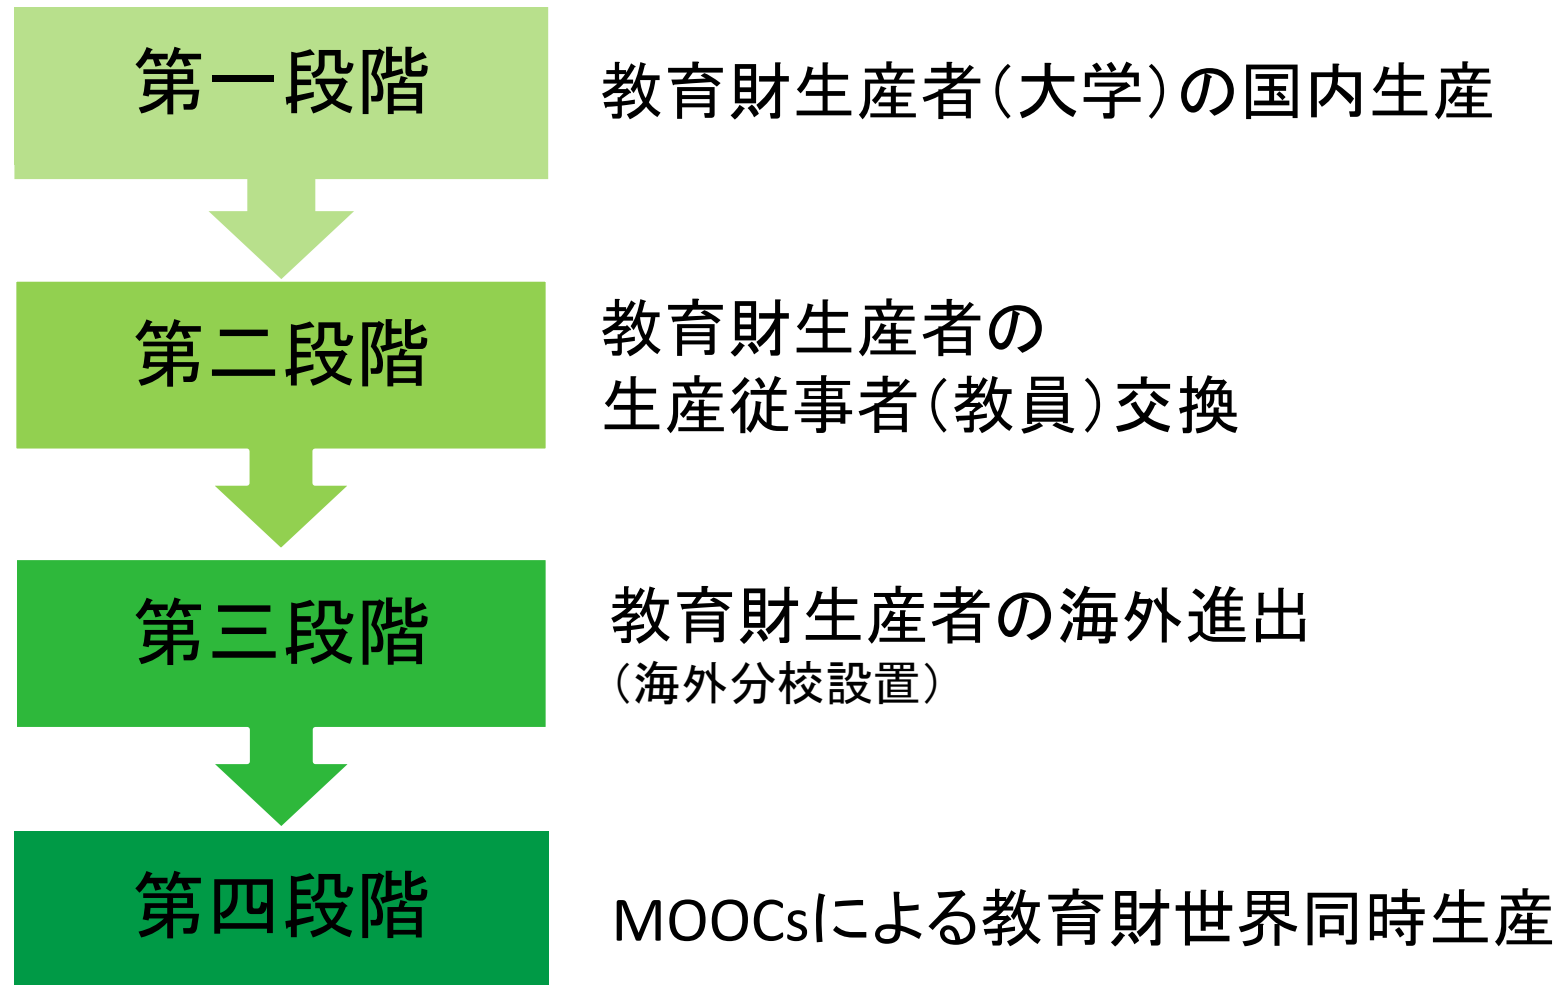 第一段階
教育財生産者（大学）の国内生産
第二段階
教育財生産者の
生産従事者（教員）交換
第三段階
教育財生産者の海外進出
（海外分校設置）
第四段階
MOOCsによる教育財世界同時生産